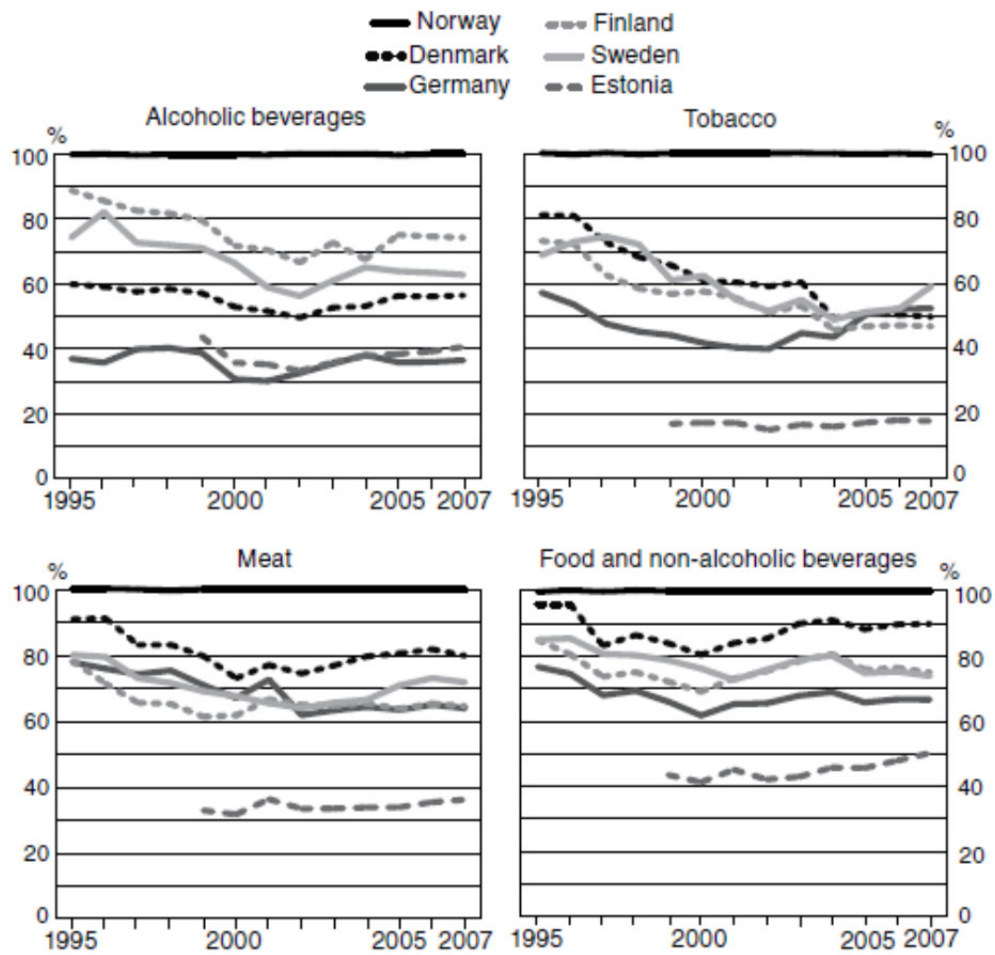 Norway Finland
Denmark Sweden
Germany Estonia
Alcoholic beverages
%
100
80
60
40
20
0
1995 2000 2005 2007
Tobacco
%
100
80
60
40
20
0
1995 2000 2005 2007
Meat
%
100
80
60
40
20
0
1995 2000 2005 2007
Food and non-alcoholic beverages
%
100
80
60
40
20
0
1995 2000 2005 2007